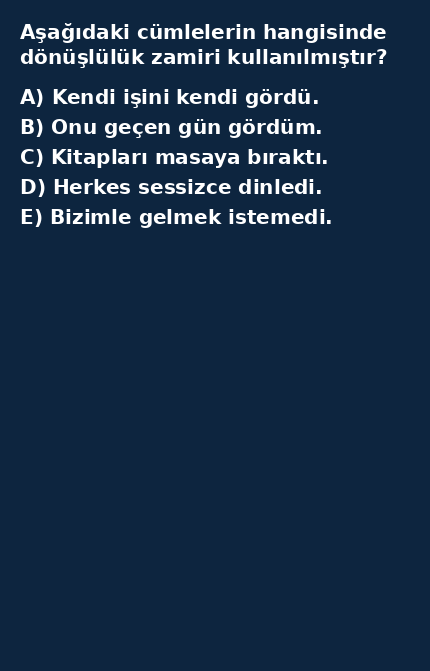 Aşağıdaki cümlelerin hangisinde
dönüşlülük zamiri kullanılmıştır?
A) Kendi işini kendi gördü.
B) Onu geçen gün gördüm.
C) Kitapları masaya bıraktı.
D) Herkes sessizce dinledi.
E) Bizimle gelmek istemedi.